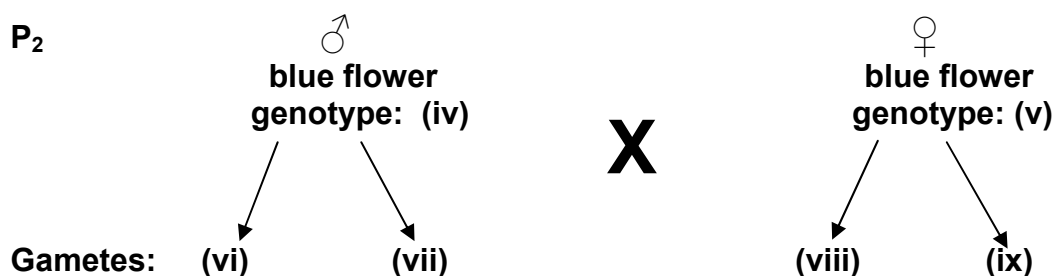 P₂ ♂ ♀
blue flower blue flower
genotype: (iv) X genotype: (v)
Gametes: (vi) (vii) (viii) (ix)